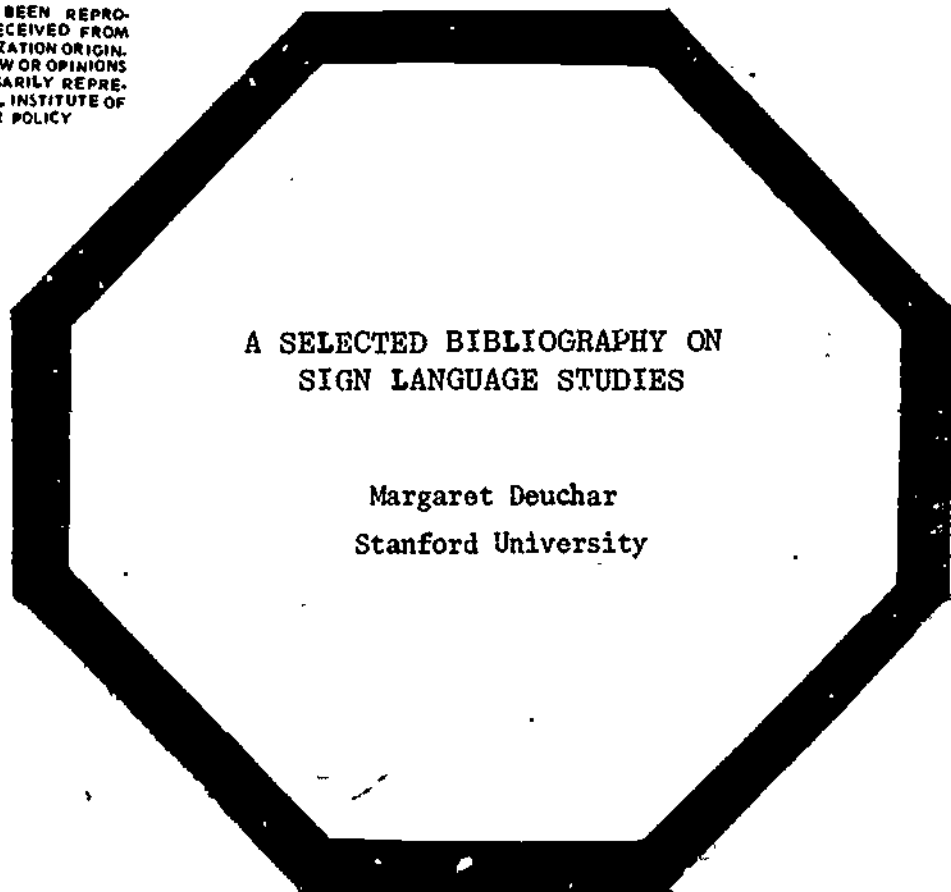 BEEN REPRO-
ECEIVED FROM
ZATION ORIGIN.
W OR OPINIONS
SARILY REPRE-
INSTITUTE OF
POLICY
A SELECTED BIBLIOGRAPHY ON
SIGN LANGUAGE STUDIES
Margaret Deuchar
Stanford University